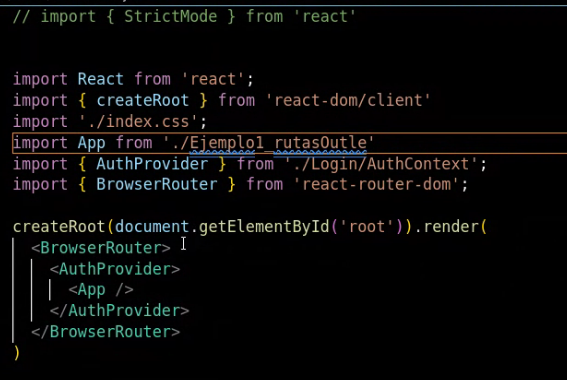 // import { StrictMode } from 'react'
import React from 'react';
import { createRoot } from 'react-dom/client'
import './index.css';
import App from './Ejemplo1_rutasOutle'
import { AuthProvider } from './Login/AuthContext';
import { BrowserRouter } from 'react-router-dom';
createRoot(document.getElementById('root')).render(
<BrowserRouter>
<AuthProvider>
<App />
</AuthProvider>
</BrowserRouter>
)